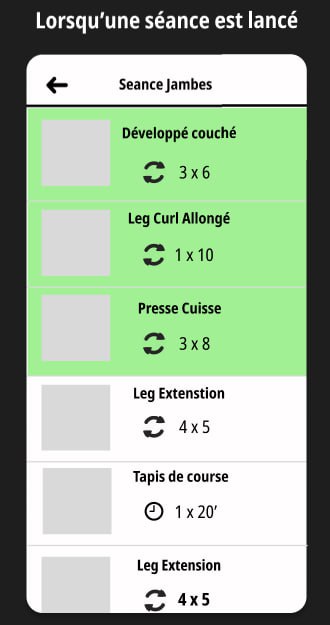 Lorsqu’une séance est lancé
Seance Jambes
Développé couché
3 x 6
Leg Curl Allongé
1 x 10
Presse Cuisse
3 x 8
Leg Extenstion
4 x 5
Tapis de course
1 x 20’
Leg Extension
4 x 5